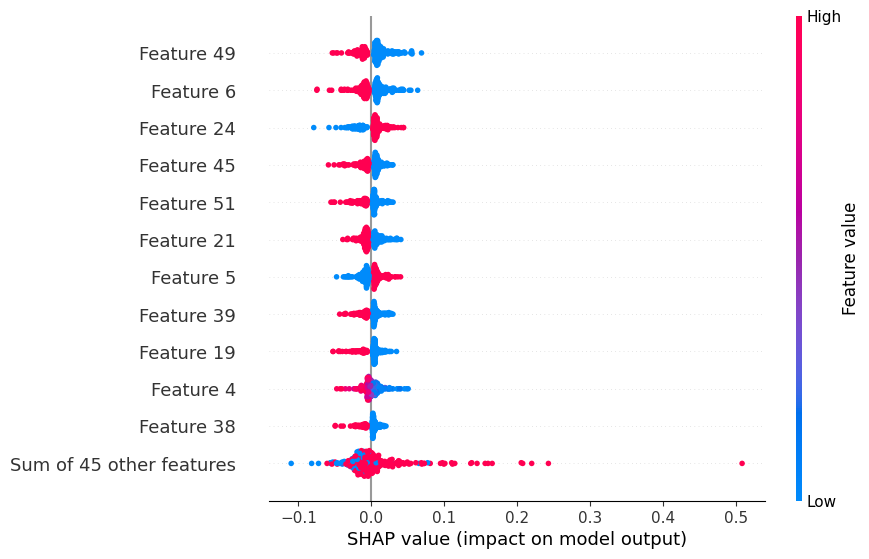 High
Feature 49
Feature 6
Feature 24
Feature 45
Feature 51
Feature 21
Feature 5
Feature 39
Feature 19
Feature 4
Feature 38
Sum of 45 other features
Feature value
Low
−0.1 0.0 0.1 0.2 0.3 0.4 0.5
SHAP value (impact on model output)